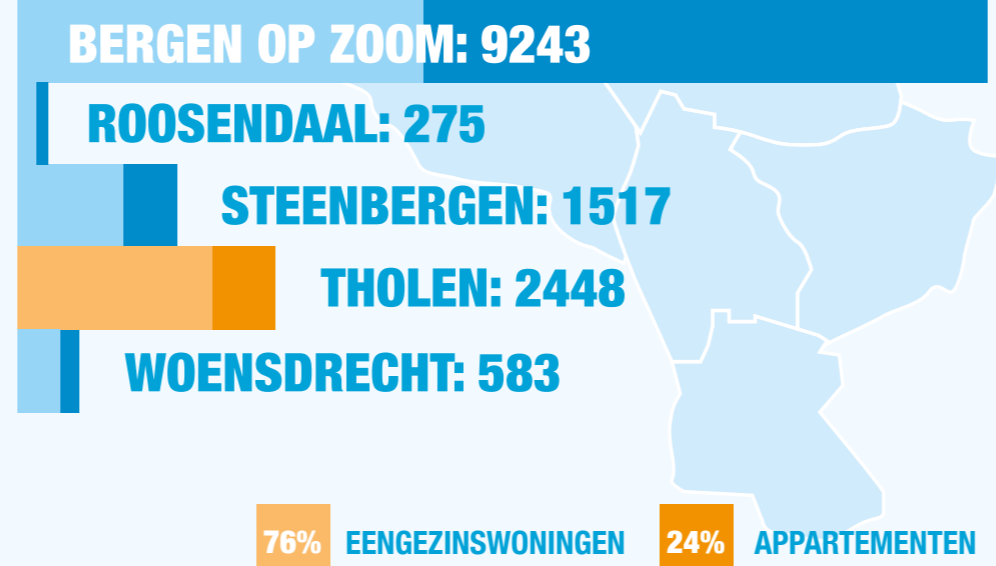 BERGEN OP ZOOM: 9243
ROOSENDAAL: 275
STEENBERGEN: 1517
THOLEN: 2448
WOENSDRECHT: 583
76% EENGEZINSWONINGEN 24% APPARTEMENTEN